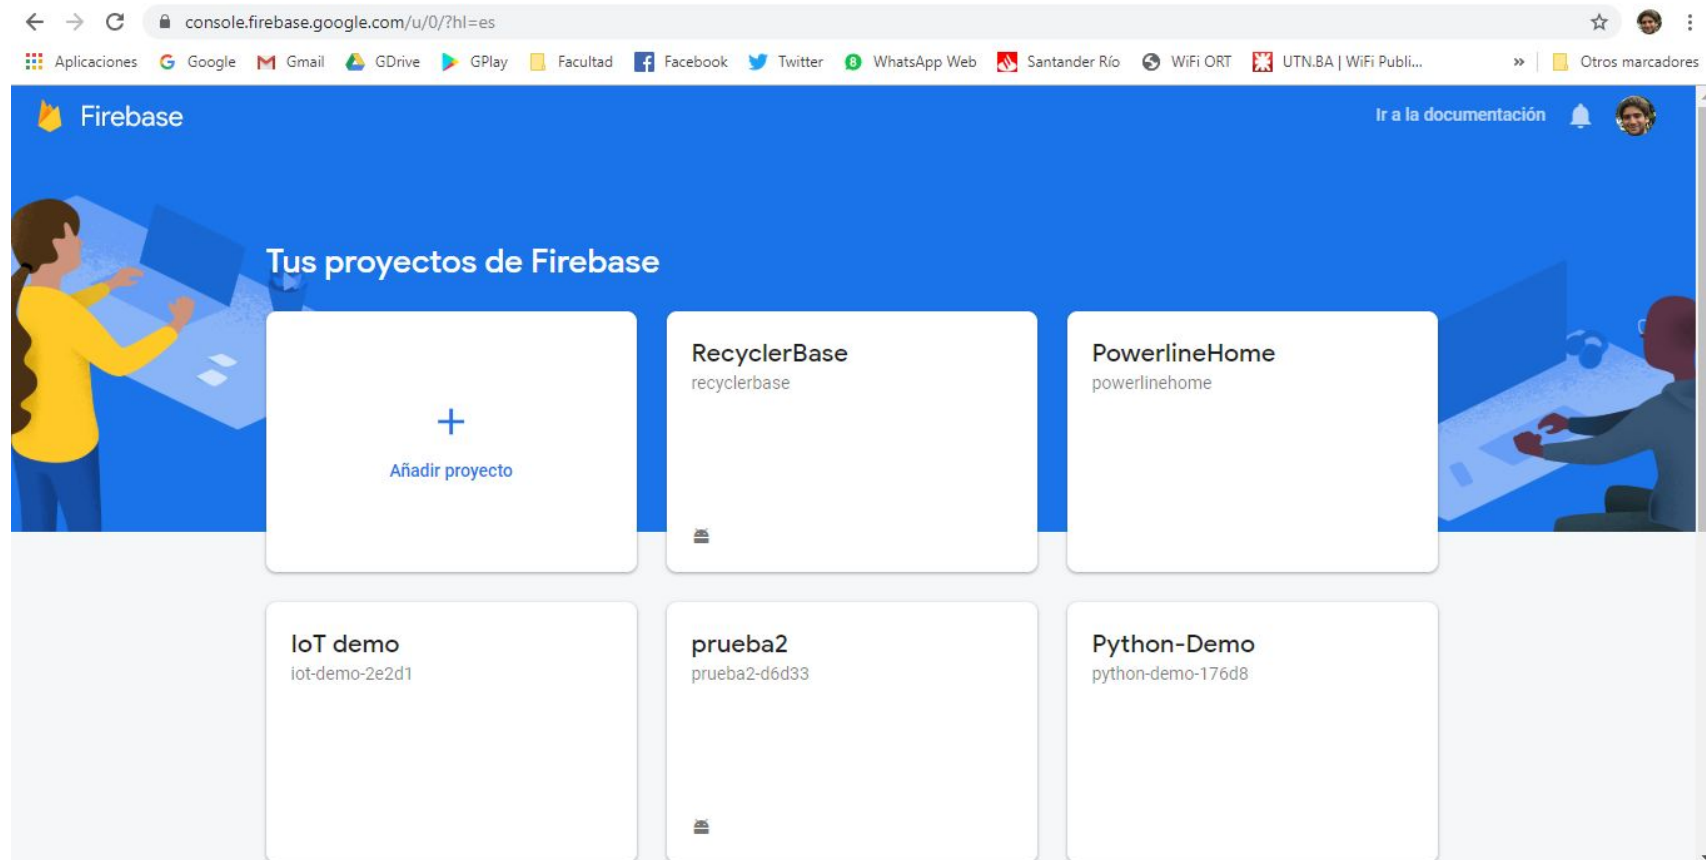 console.firebase.google.com/u/0/?hl=es
Aplicaciones Google Gmail GDrive GPlay Facultad Facebook Twitter 8 WhatsApp Web Santander Río WiFi ORT UTN.BA | WiFi Publi... » Otros marcadores
Firebase Ir a la documentación
Tus proyectos de Firebase
+
Añadir proyecto
RecyclerBase
recyclerbase
PowerlineHome
powerlinehome
IoT demo
iot-demo-2e2d1
prueba2
prueba2-d6d33
Python-Demo
python-demo-176d8